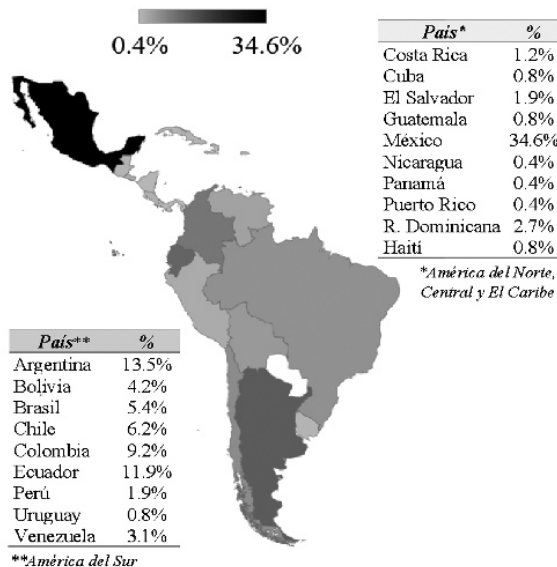 0.4% 34.6%
País* %
Costa Rica 1.2%
Cuba 0.8%
El Salvador 1.9%
Guatemala 0.8%
México 34.6%
Nicaragua 0.4%
Panamá 0.4%
Puerto Rico 0.4%
R. Dominicana 2.7%
Haití 0.8%
*América del Norte,
Central y El Caribe
País** %
Argentina 13.5%
Bolivia 4.2%
Brasil 5.4%
Chile 6.2%
Colombia 9.2%
Ecuador 11.9%
Perú 1.9%
Uruguay 0.8%
Venezuela 3.1%
**América del Sur